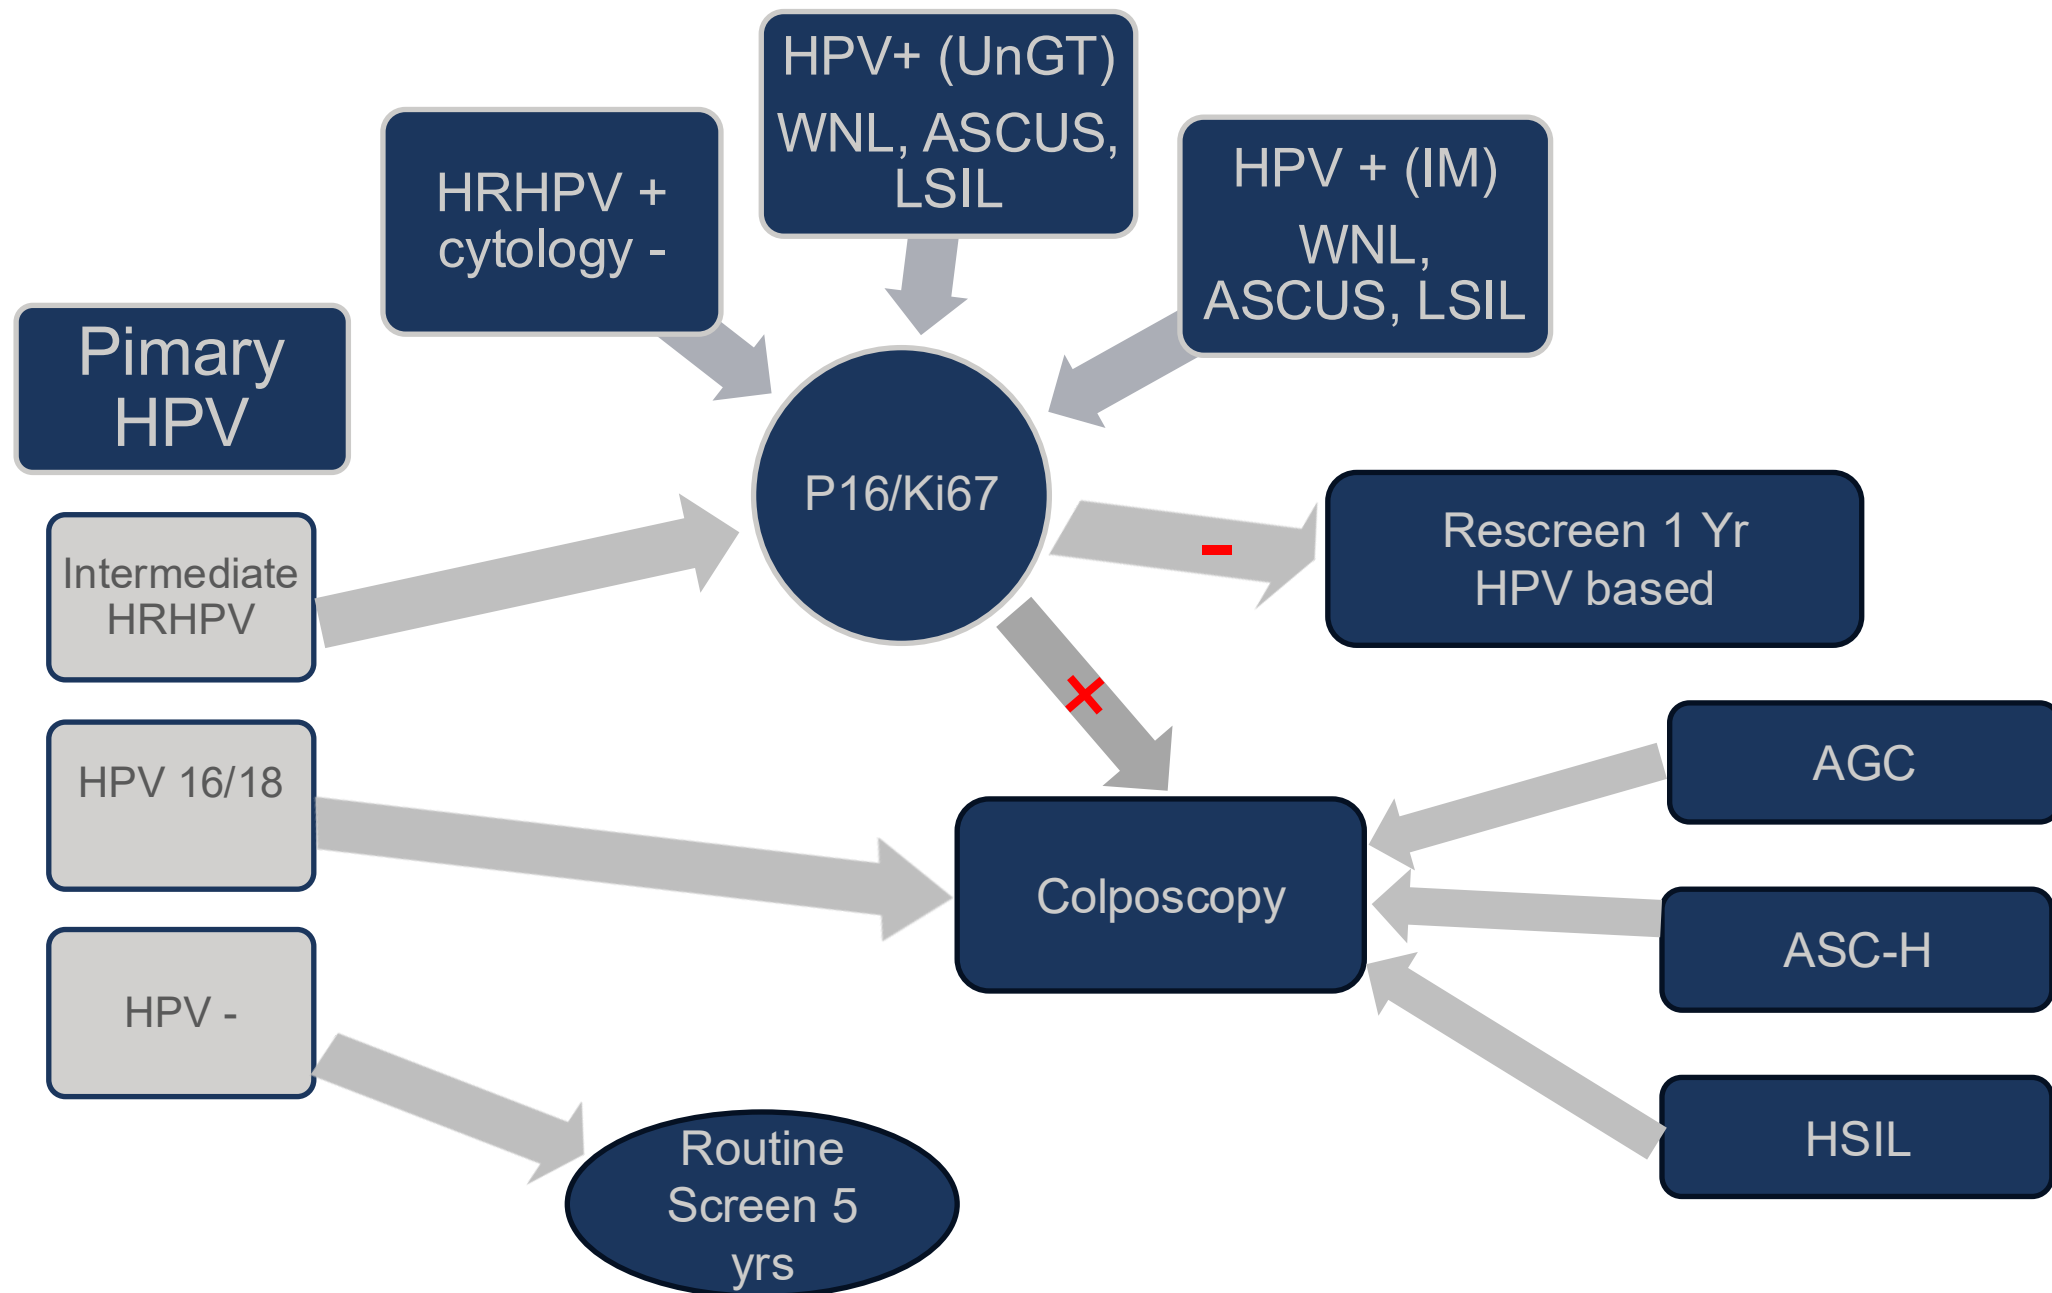 HPV+ (UnGT)
WNL, ASCUS,
LSIL
HRHPV +
cytology -
HPV + (IM)
WNL,
ASCUS, LSIL
Pimary
HPV
P16/Ki67
Intermediate
HRHPV
-
Rescreen 1 Yr
HPV based
+
HPV 16/18
AGC
Colposcopy
ASC-H
HPV -
HSIL
Routine
Screen 5
yrs